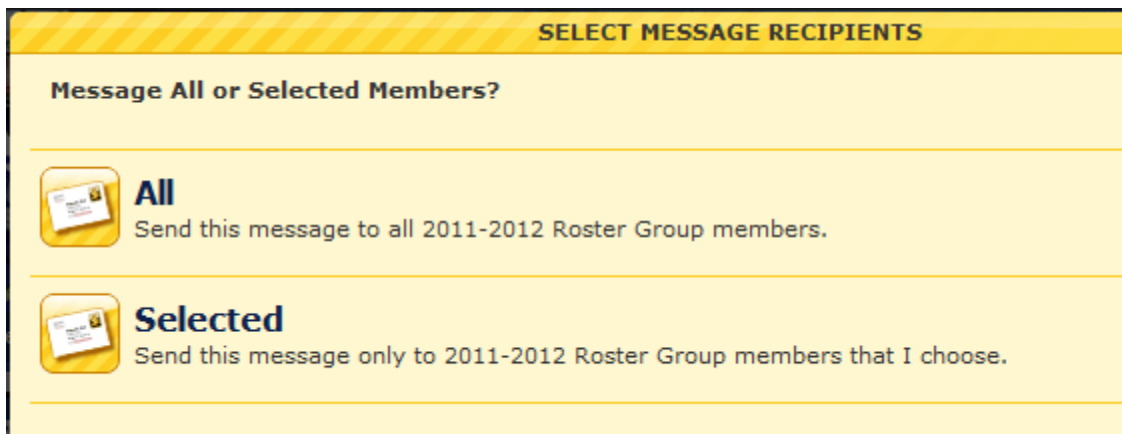 SELECT MESSAGE RECIPIENTS
Message All or Selected Members?
All
Send this message to all 2011-2012 Roster Group members.
Selected
Send this message only to 2011-2012 Roster Group members that I choose.